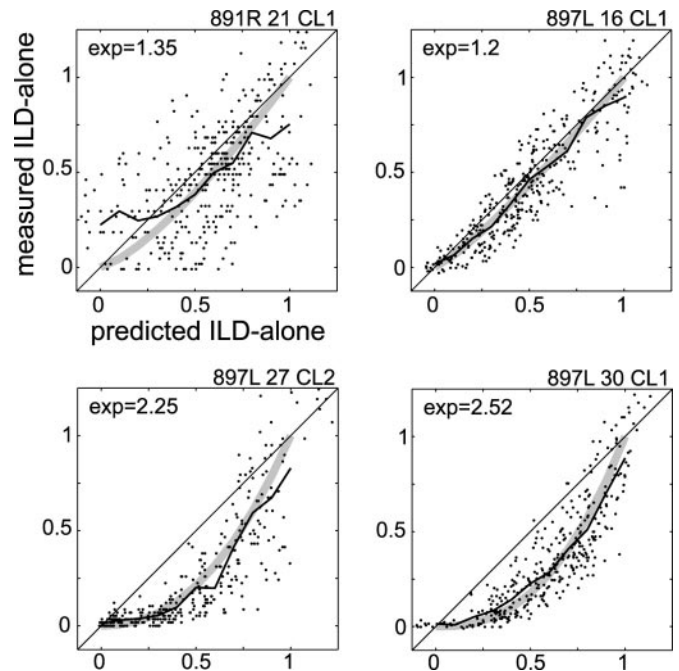 891R 21 CL1
exp=1.35
measured ILD-alone
1
0.5
0
0
0.5
1
predicted ILD-alone
897L 16 CL1
exp=1.2
1
0.5
0
0
0.5
1
897L 27 CL2
exp=2.25
1
0.5
0
0
0.5
1
897L 30 CL1
exp=2.52
1
0.5
0
0
0.5
1